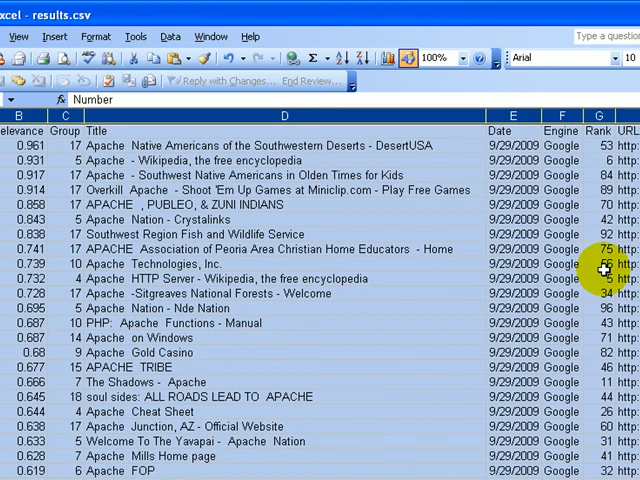 xcel - results.csv
View Insert Format Tools Data Window Help Type a question
100% Arial 10
Reply with Changes... End Review...
fx Number
B C D E F G
elevance Group Title Date Engine Rank URL
0.961 17 Apache Native Americans of the Southwestern Deserts - DesertUSA 9/29/2009 Google 53 http:
0.931 5 Apache - Wikipedia, the free encyclopedia 9/29/2009 Google 6 http:
0.917 17 Apache - Southwest Native Americans in Olden Times for Kids 9/29/2009 Google 84 http:
0.914 17 Overkill Apache - Shoot 'Em Up Games at Miniclip.com - Play Free Games 9/29/2009 Google 89 http:
0.858 17 APACHE , PUBLEO, & ZUNI INDIANS 9/29/2009 Google 70 http:
0.843 5 Apache Nation - Crystalinks 9/29/2009 Google 42 http:
0.838 17 Southwest Region Fish and Wildlife Service 9/29/2009 Google 92 http:
0.741 17 APACHE Association of Peoria Area Christian Home Educators - Home 9/29/2009 Google 75 http:
0.739 10 Apache Technologies, Inc. 9/29/2009 Google 56 http:
0.732 4 Apache HTTP Server - Wikipedia, the free encyclopedia 9/29/2009 Google 5 http:
0.728 17 Apache -Sitgreaves National Forests - Welcome 9/29/2009 Google 34 http:
0.695 5 Apache Nation - Nde Nation 9/29/2009 Google 96 http:
0.687 10 PHP: Apache Functions - Manual 9/29/2009 Google 43 http:
0.687 14 Apache on Windows 9/29/2009 Google 71 http:
0.68 9 Apache Gold Casino 9/29/2009 Google 82 http:
0.677 15 APACHE TRIBE 9/29/2009 Google 46 http:
0.666 7 The Shadows - Apache 9/29/2009 Google 11 http:
0.645 18 soul sides: ALL ROADS LEAD TO APACHE 9/29/2009 Google 44 http:
0.644 4 Apache Cheat Sheet 9/29/2009 Google 26 http:
0.638 17 Apache Junction, AZ - Official Website 9/29/2009 Google 60 http:
0.633 5 Welcome To The Yavapai - Apache Nation 9/29/2009 Google 31 http:
0.628 7 Apache Mills Home page 9/29/2009 Google 41 http:
0.619 6 Apache FOP 9/29/2009 Google 32 http: